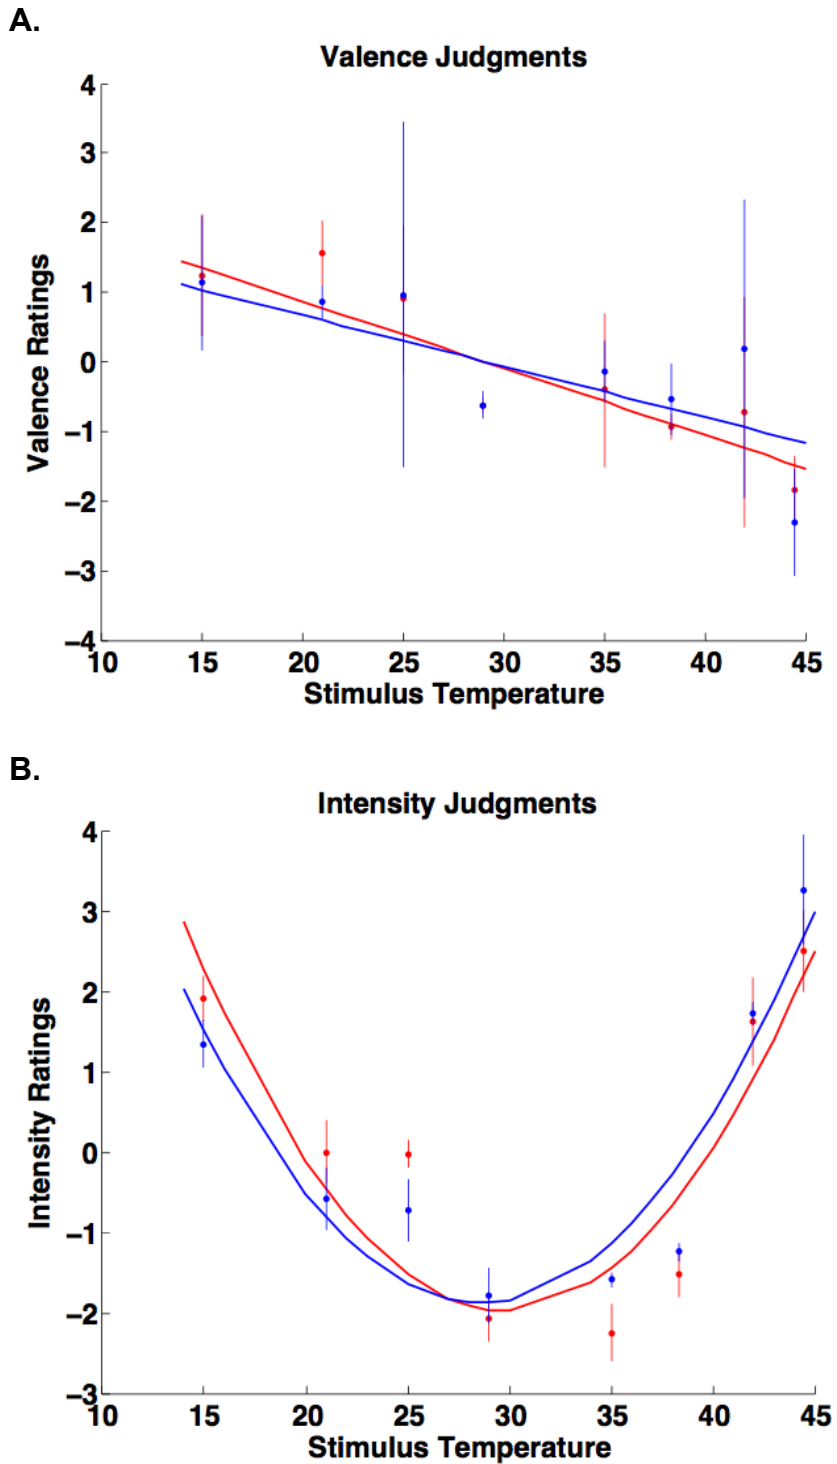 A.
Valence Judgments
4
3
2
1
0
−1
−2
−3
−4
Valence Ratings
10 15 20 25 30 35 40 45
Stimulus Temperature
B.
Intensity Judgments
4
3
2
1
0
−1
−2
−3
Intensity Ratings
10 15 20 25 30 35 40 45
Stimulus Temperature